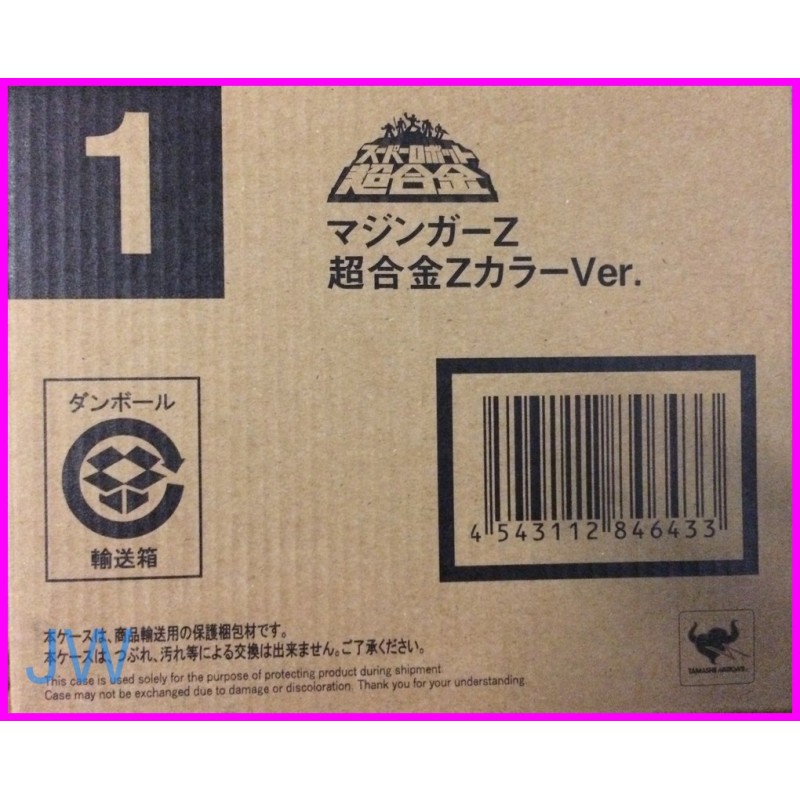 1
スーパーロボット
超合金
マジンガーZ
超合金ZカラーVer.
ダンボール
輸送箱
4 543112 846433
本ケースは、商品輸送用の保護梱包材です。
本ケースは、つぶれ、汚れ等による交換は出来ません。ご了承ください。
This case is used solely for the purpose of protecting product during shipment.
Case may not be exchanged due to damage or discoloration. Thank you for your understanding.
JW
TAMASHII NATIONS